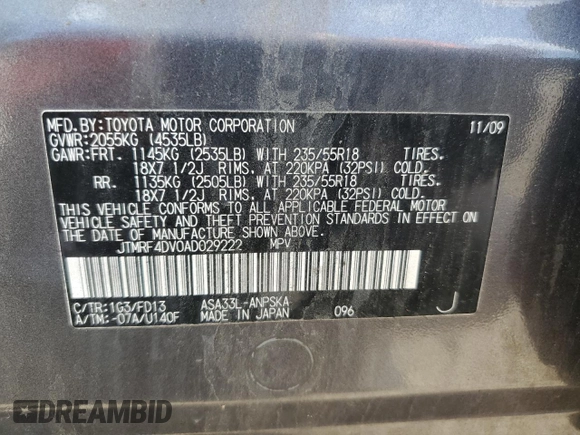 MFD.BY:TOYOTA MOTOR CORPORATION 11/09
GVWR:2055KG (4535LB)
GAWR:FRT. 1145KG (2535LB) WITH 235/55R18 TIRES.
18X7 1/2J RIMS. AT 220KPA (32PSI) COLD.
RR. 1135KG (2505LB) WITH 235/55R18 TIRES.
18X7 1/2J RIMS. AT 220KPA (32PSI) COLD.
THIS VEHICLE CONFORMS TO ALL APPLICABLE FEDERAL MOTOR
VEHICLE SAFETY AND THEFT PREVENTION STANDARDS IN EFFECT ON
THE DATE OF MANUFACTURE SHOWN ABOVE.
JTMRF4DV0AD029222 MPV
C/TR:1G3/FD13 ASA33L-ANPSKA J
A/TM:-07A/U140F MADE IN JAPAN 096
DREAMBID